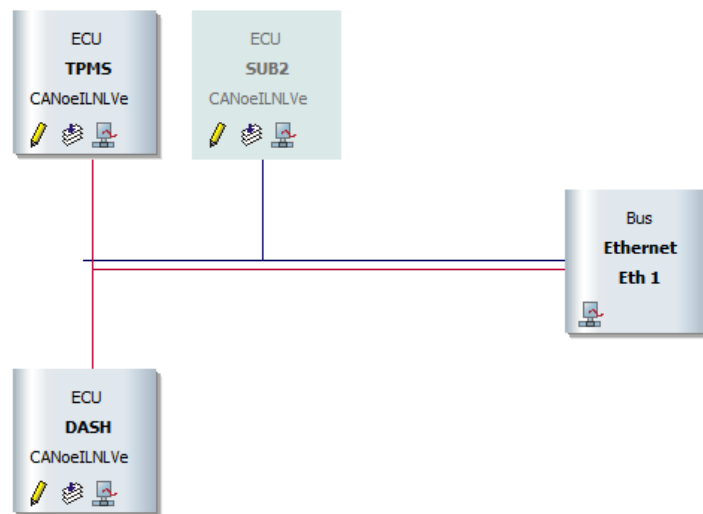 ECU
TPMS
CANoeILNLVe
ECU
SUB2
CANoeILNLVe
Bus
Ethernet
Eth 1
ECU
DASH
CANoeILNLVe